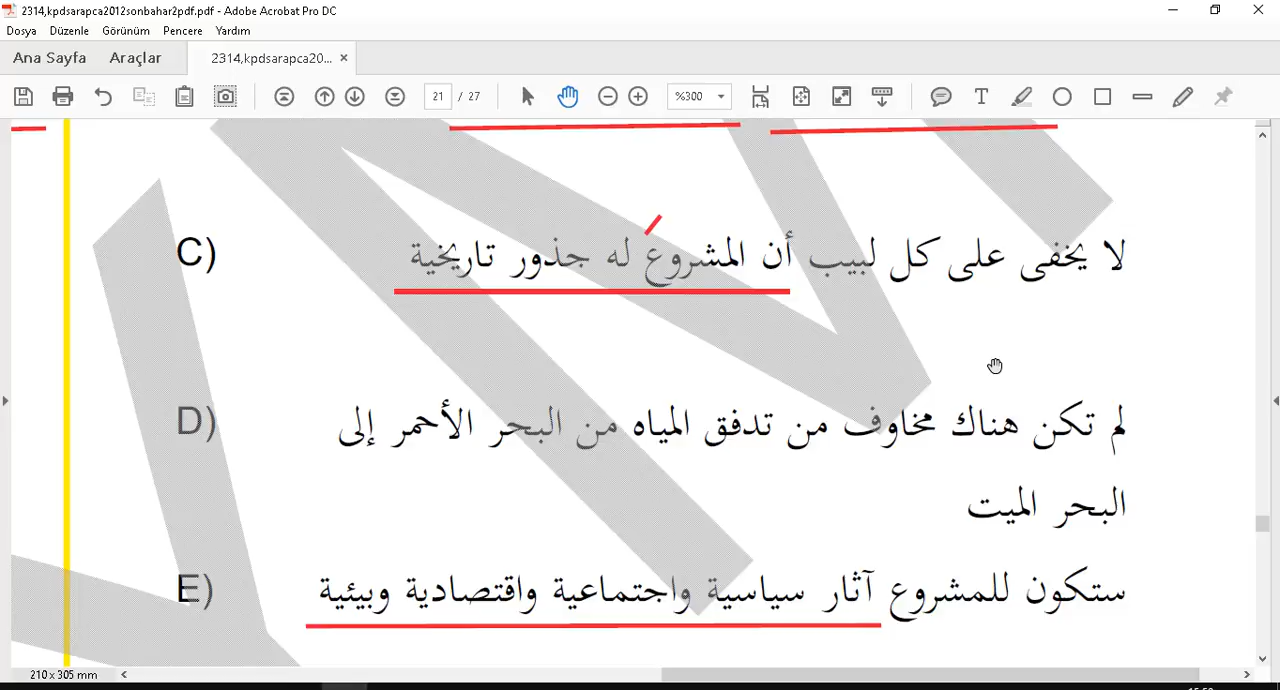 2314,kpdsarapca2012sonbahar2pdf.pdf - Adobe Acrobat Pro DC
Dosya Düzenle Görünüm Pencere Yardım
Ana Sayfa Araçlar 2314,kpdsarapca20... ×
21 / 27 %300
C) لا يخفى على كل لبيب أن المشروع له جذور تاريخية
D) لم تكن هناك مخاوف من تدفق المياه من البحر الأحمر إلى
البحر الميت
E) ستكون للمشروع آثار سياسية واجتماعية واقتصادية وبيئية
210 x 305 mm